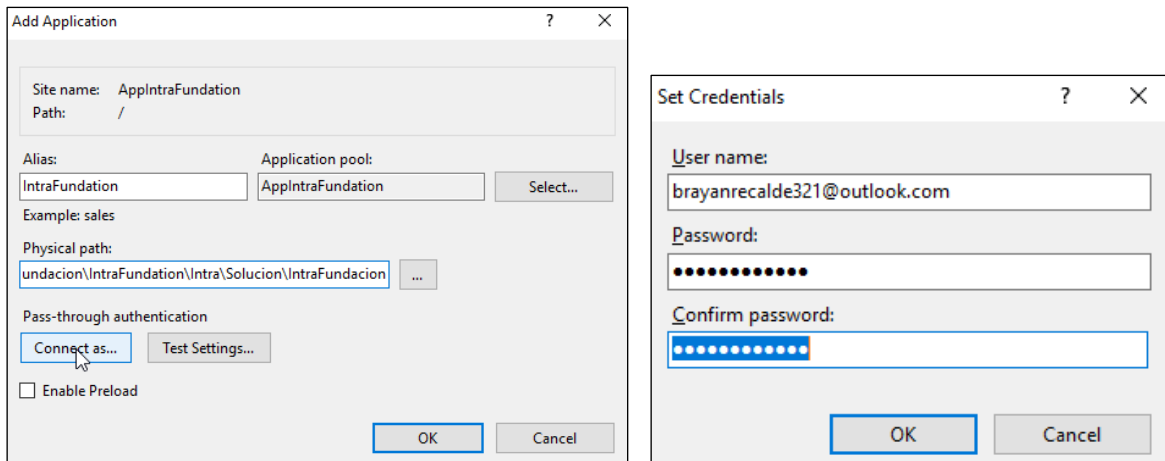 Add Application
?
Site name: AppIntraFundation
Path: /
Alias:
Application pool:
IntraFundation
AppIntraFundation
Select...
Example: sales
Physical path:
undacion\IntraFundation\Intra\Solucion\IntraFundacion
...
Pass-through authentication
Connect as...
Test Settings...
Enable Preload
OK
Cancel
Set Credentials
?
User name:
brayanrecalde321@outlook.com
Password:
●●●●●●●●●●●●
Confirm password:
●●●●●●●●●●●●
OK
Cancel